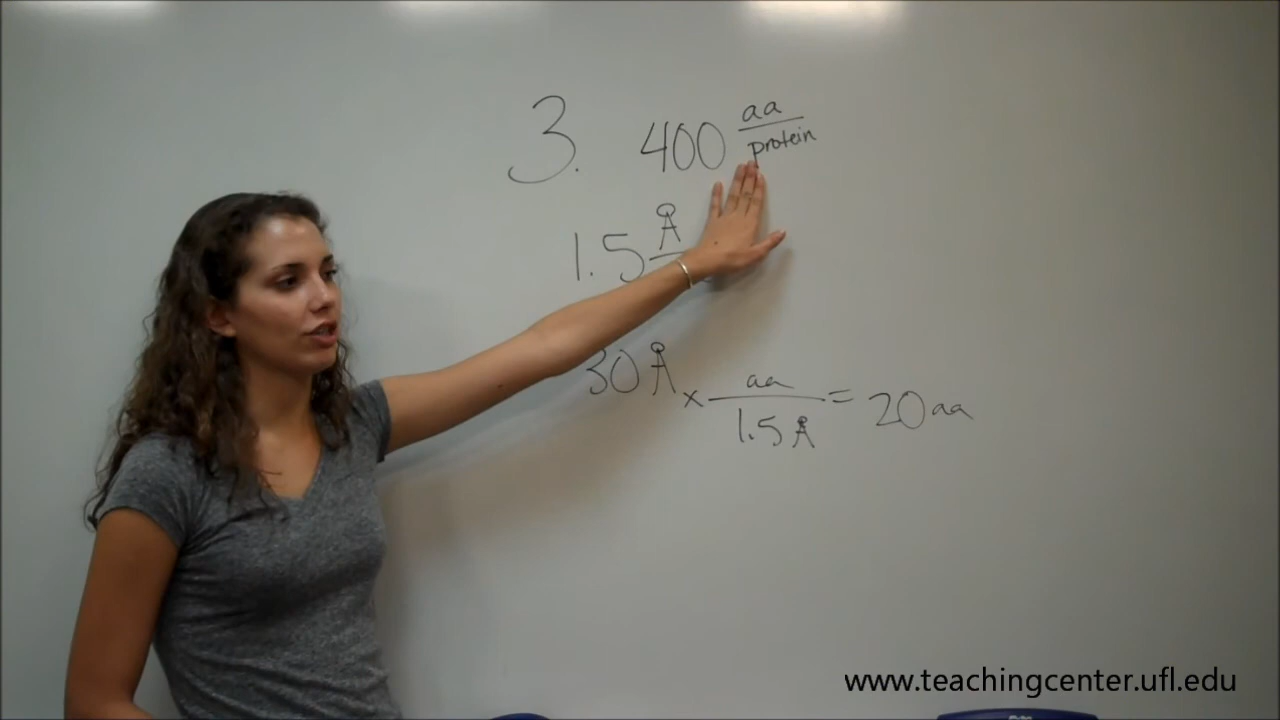 3. 400 aa/protein
1.5 Å
30 Å x aa/1.5 Å = 20 aa
www.teachingcenter.ufl.edu